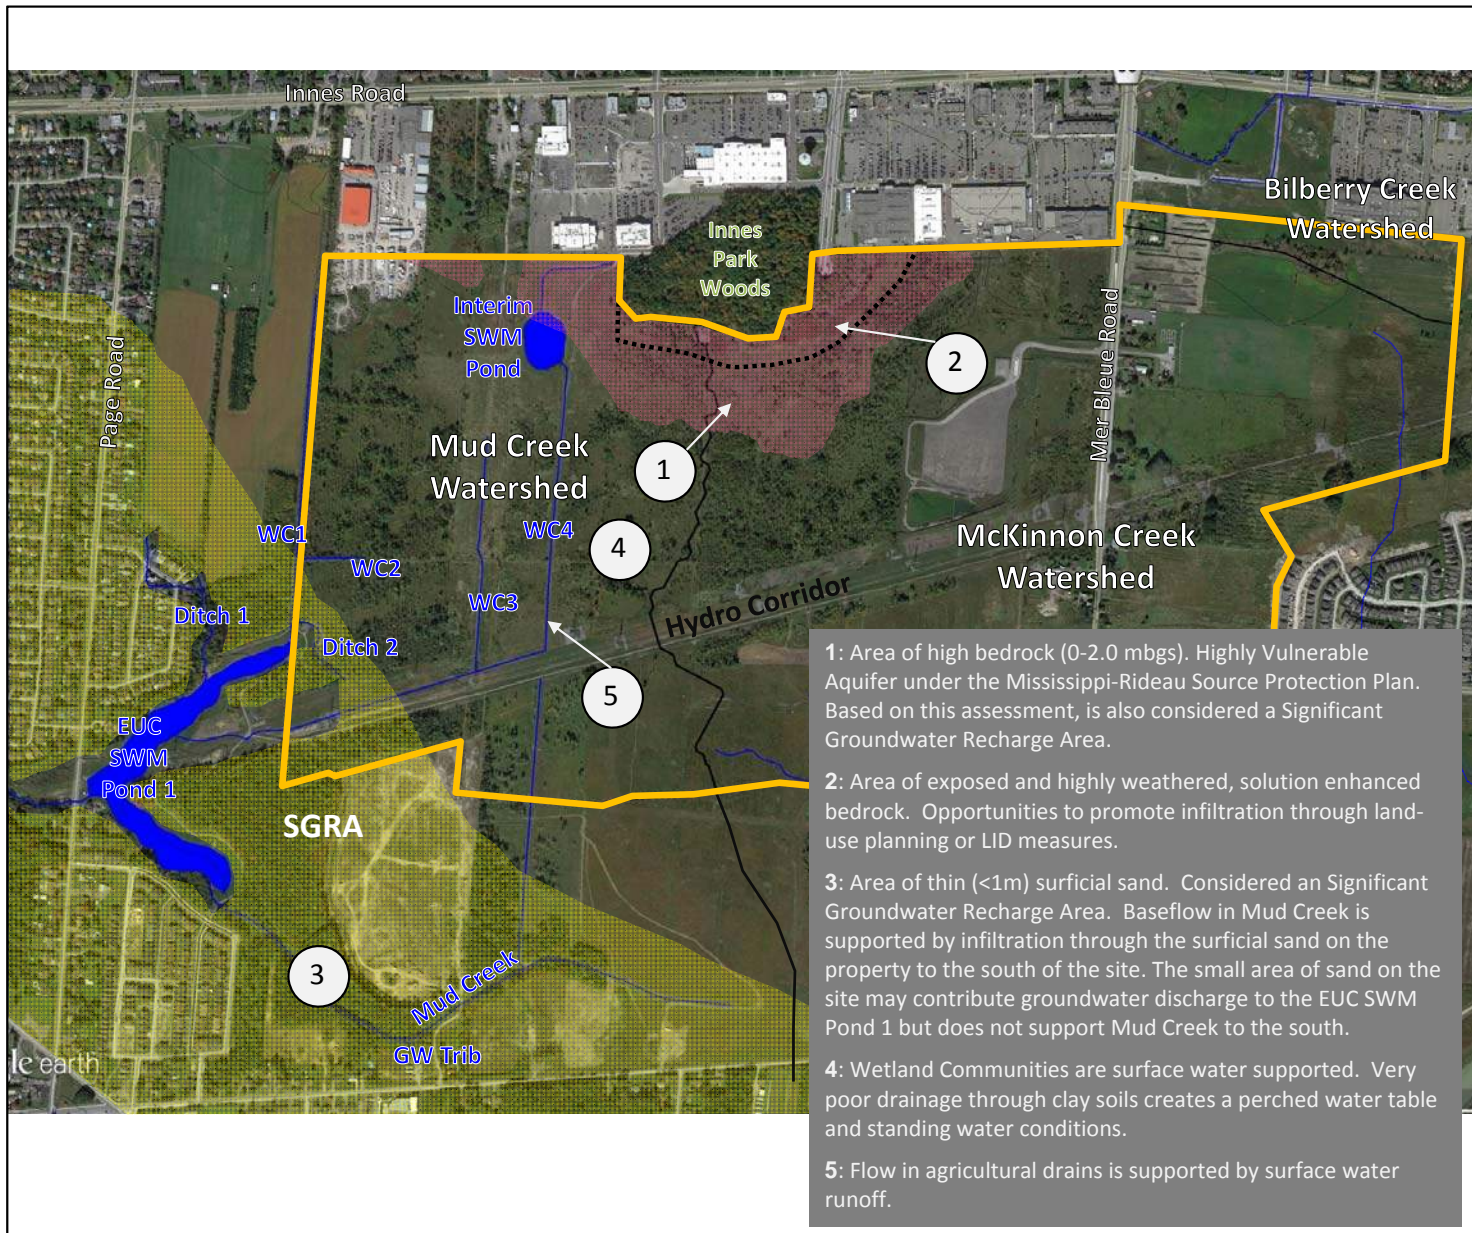 Innes Road
Bilberry Creek
Watershed
Innes
Park
Woods
Interim
SWM
Pond
Page Road
Mer Bleue Road
2
1
Mud Creek
Watershed
WC1
WC2
WC4
4
McKinnon Creek
Watershed
WC3
Ditch 1
Ditch 2
Hydro Corridor
5
EUC
SWM
Pond 1
SGRA
3
Mud Creek
GW Trib
le earth
1: Area of high bedrock (0-2.0 mbgs). Highly Vulnerable
Aquifer under the Mississippi-Rideau Source Protection Plan.
Based on this assessment, is also considered a Significant
Groundwater Recharge Area.
2: Area of exposed and highly weathered, solution enhanced
bedrock. Opportunities to promote infiltration through land-
use planning or LID measures.
3: Area of thin (<1m) surficial sand. Considered an Significant
Groundwater Recharge Area. Baseflow in Mud Creek is
supported by infiltration through the surficial sand on the
property to the south of the site. The small area of sand on the
site may contribute groundwater discharge to the EUC SWM
Pond 1 but does not support Mud Creek to the south.
4: Wetland Communities are surface water supported. Very
poor drainage through clay soils creates a perched water table
and standing water conditions.
5: Flow in agricultural drains is supported by surface water
runoff.